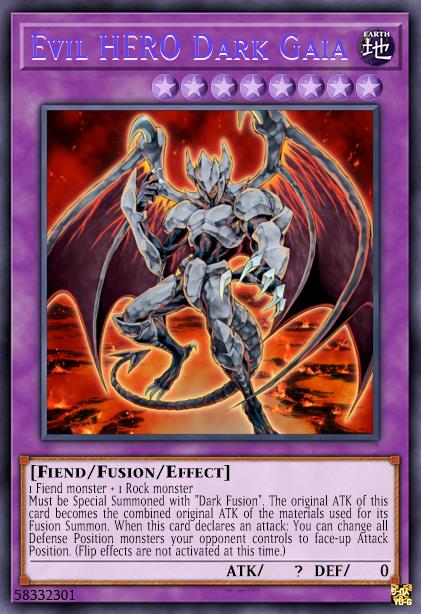 Evil HERO Dark Gaia
EARTH
地
[Fiend/Fusion/Effect]
1 Fiend monster + 1 Rock monster
Must be Special Summoned with "Dark Fusion". The original ATK of this
card becomes the combined original ATK of the materials used for its
Fusion Summon. When this card declares an attack: You can change all
Defense Position monsters your opponent controls to face-up Attack
Position. (Flip effects are not activated at this time.)
ATK/ ? DEF/ 0
58332301